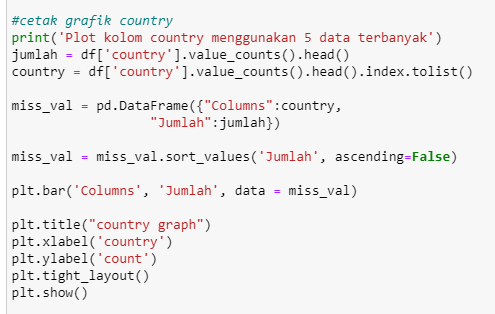 #cetak grafik country
print('Plot kolom country menggunakan 5 data terbanyak')
jumlah = df['country'].value_counts().head()
country = df['country'].value_counts().head().index.tolist()
miss_val = pd.DataFrame({"Columns":country,
"Jumlah":jumlah})
miss_val = miss_val.sort_values('Jumlah', ascending=False)
plt.bar('Columns', 'Jumlah', data = miss_val)
plt.title("country graph")
plt.xlabel('country')
plt.ylabel('count')
plt.tight_layout()
plt.show()